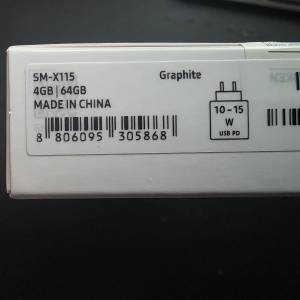 SM-X115
Graphite
4GB | 64GB
MADE IN CHINA
10 – 15
W
USB PD
8 806095 305868